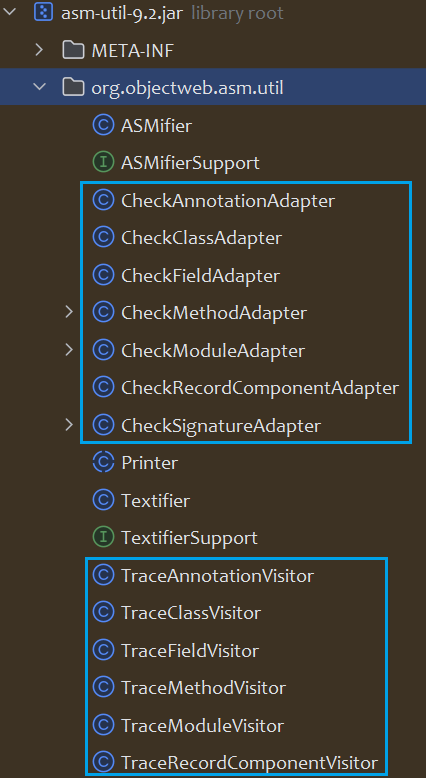 asm-util-9.2.jar library root
META-INF
org.objectweb.asm.util
C ASMifier
I ASMifierSupport
C CheckAnnotationAdapter
C CheckClassAdapter
C CheckFieldAdapter
C CheckMethodAdapter
C CheckModuleAdapter
C CheckRecordComponentAdapter
C CheckSignatureAdapter
C Printer
C Textifier
I TextifierSupport
C TraceAnnotationVisitor
C TraceClassVisitor
C TraceFieldVisitor
C TraceMethodVisitor
C TraceModuleVisitor
C TraceRecordComponentVisitor